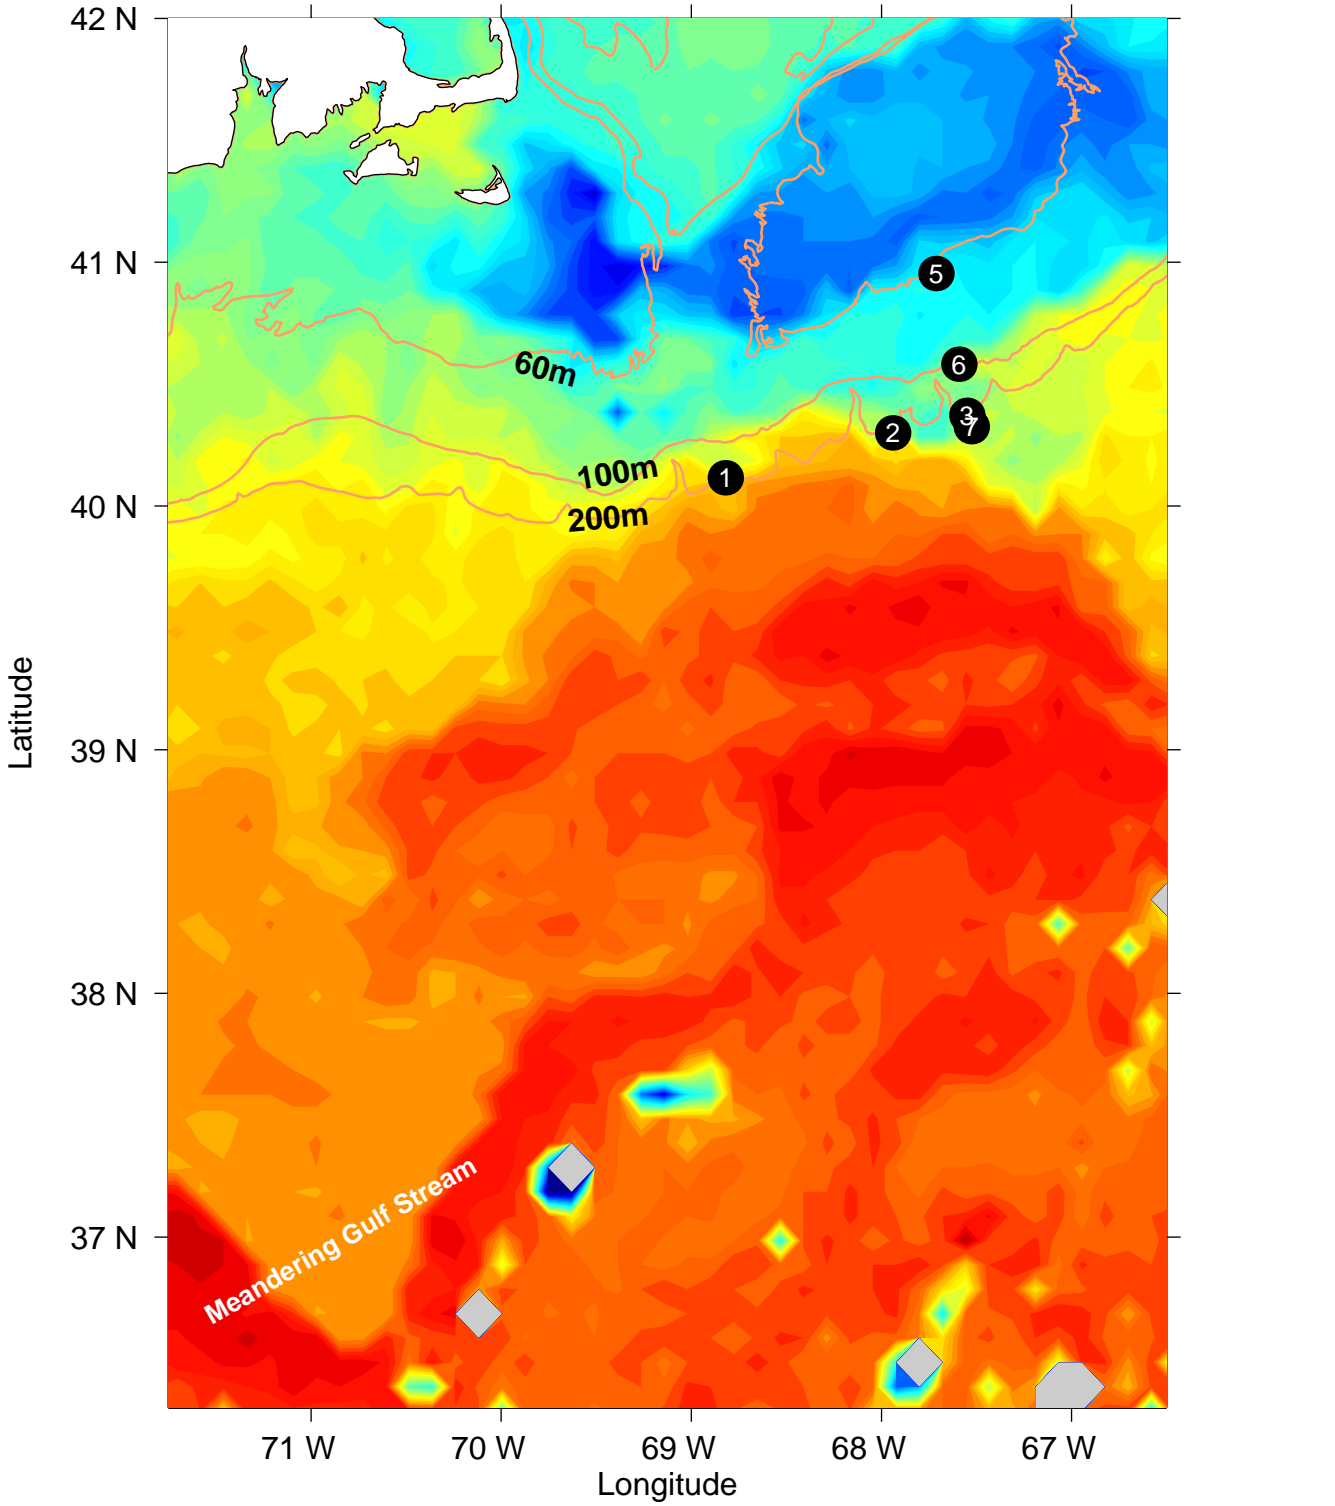 42 N
41 N
40 N
39 N
38 N
37 N
Latitude
60m
100m
200m
5
6
3
7
2
1
Meandering Gulf Stream
71 W
70 W
69 W
68 W
67 W
Longitude